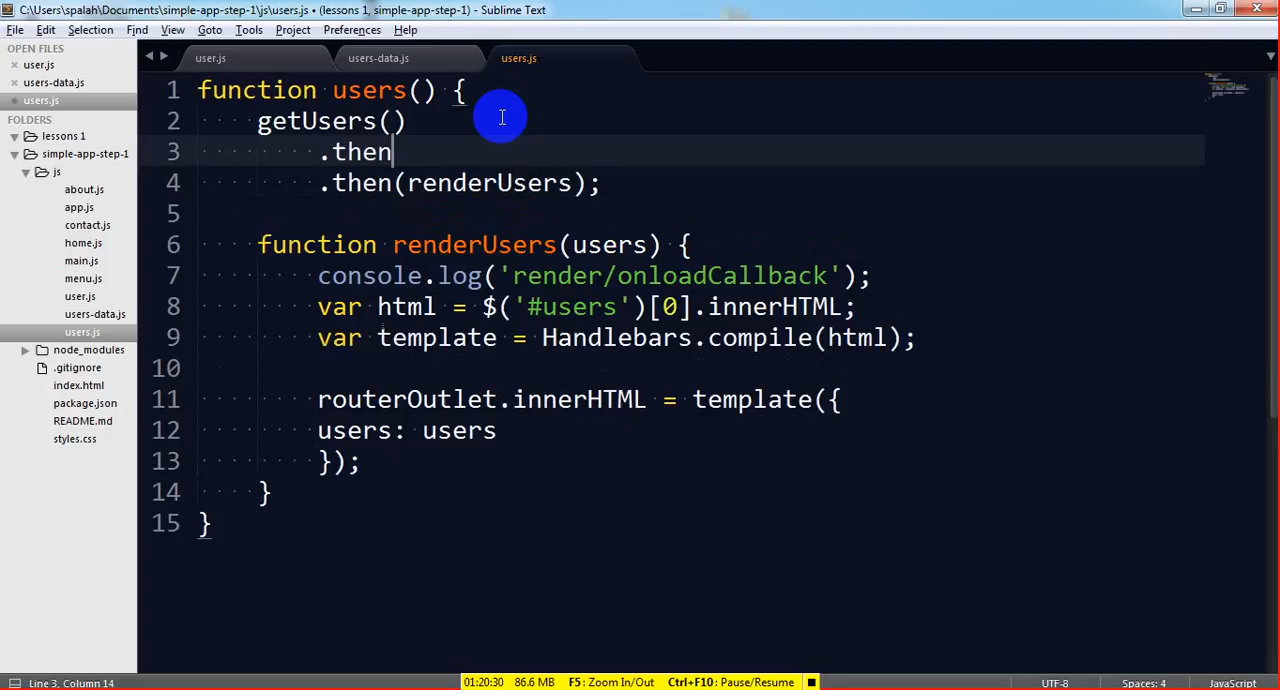 C:\Users\spalah\Documents\simple-app-step-1\js\users.js • (lessons 1, simple-app-step-1) - Sublime Text
File Edit Selection Find View Goto Tools Project Preferences Help
OPEN FILES
user.js
users-data.js
users.js
FOLDERS
lessons 1
simple-app-step-1
js
about.js
app.js
contact.js
home.js
main.js
menu.js
user.js
users-data.js
users.js
node_modules
.gitignore
index.html
package.json
README.md
styles.css
user.js users-data.js users.js
1 function users() {
2 getUsers()
3 .then
4 .then(renderUsers);
5
6 function renderUsers(users) {
7 console.log('render/onloadCallback');
8 var html = $('#users')[0].innerHTML;
9 var template = Handlebars.compile(html);
10
11 routerOutlet.innerHTML = template({
12 users: users
13 });
14 }
15 }
Line 3, Column 14
01:20:30 86.6 MB F5: Zoom In/Out Ctrl+F10: Pause/Resume
UTF-8 Spaces: 4 JavaScript